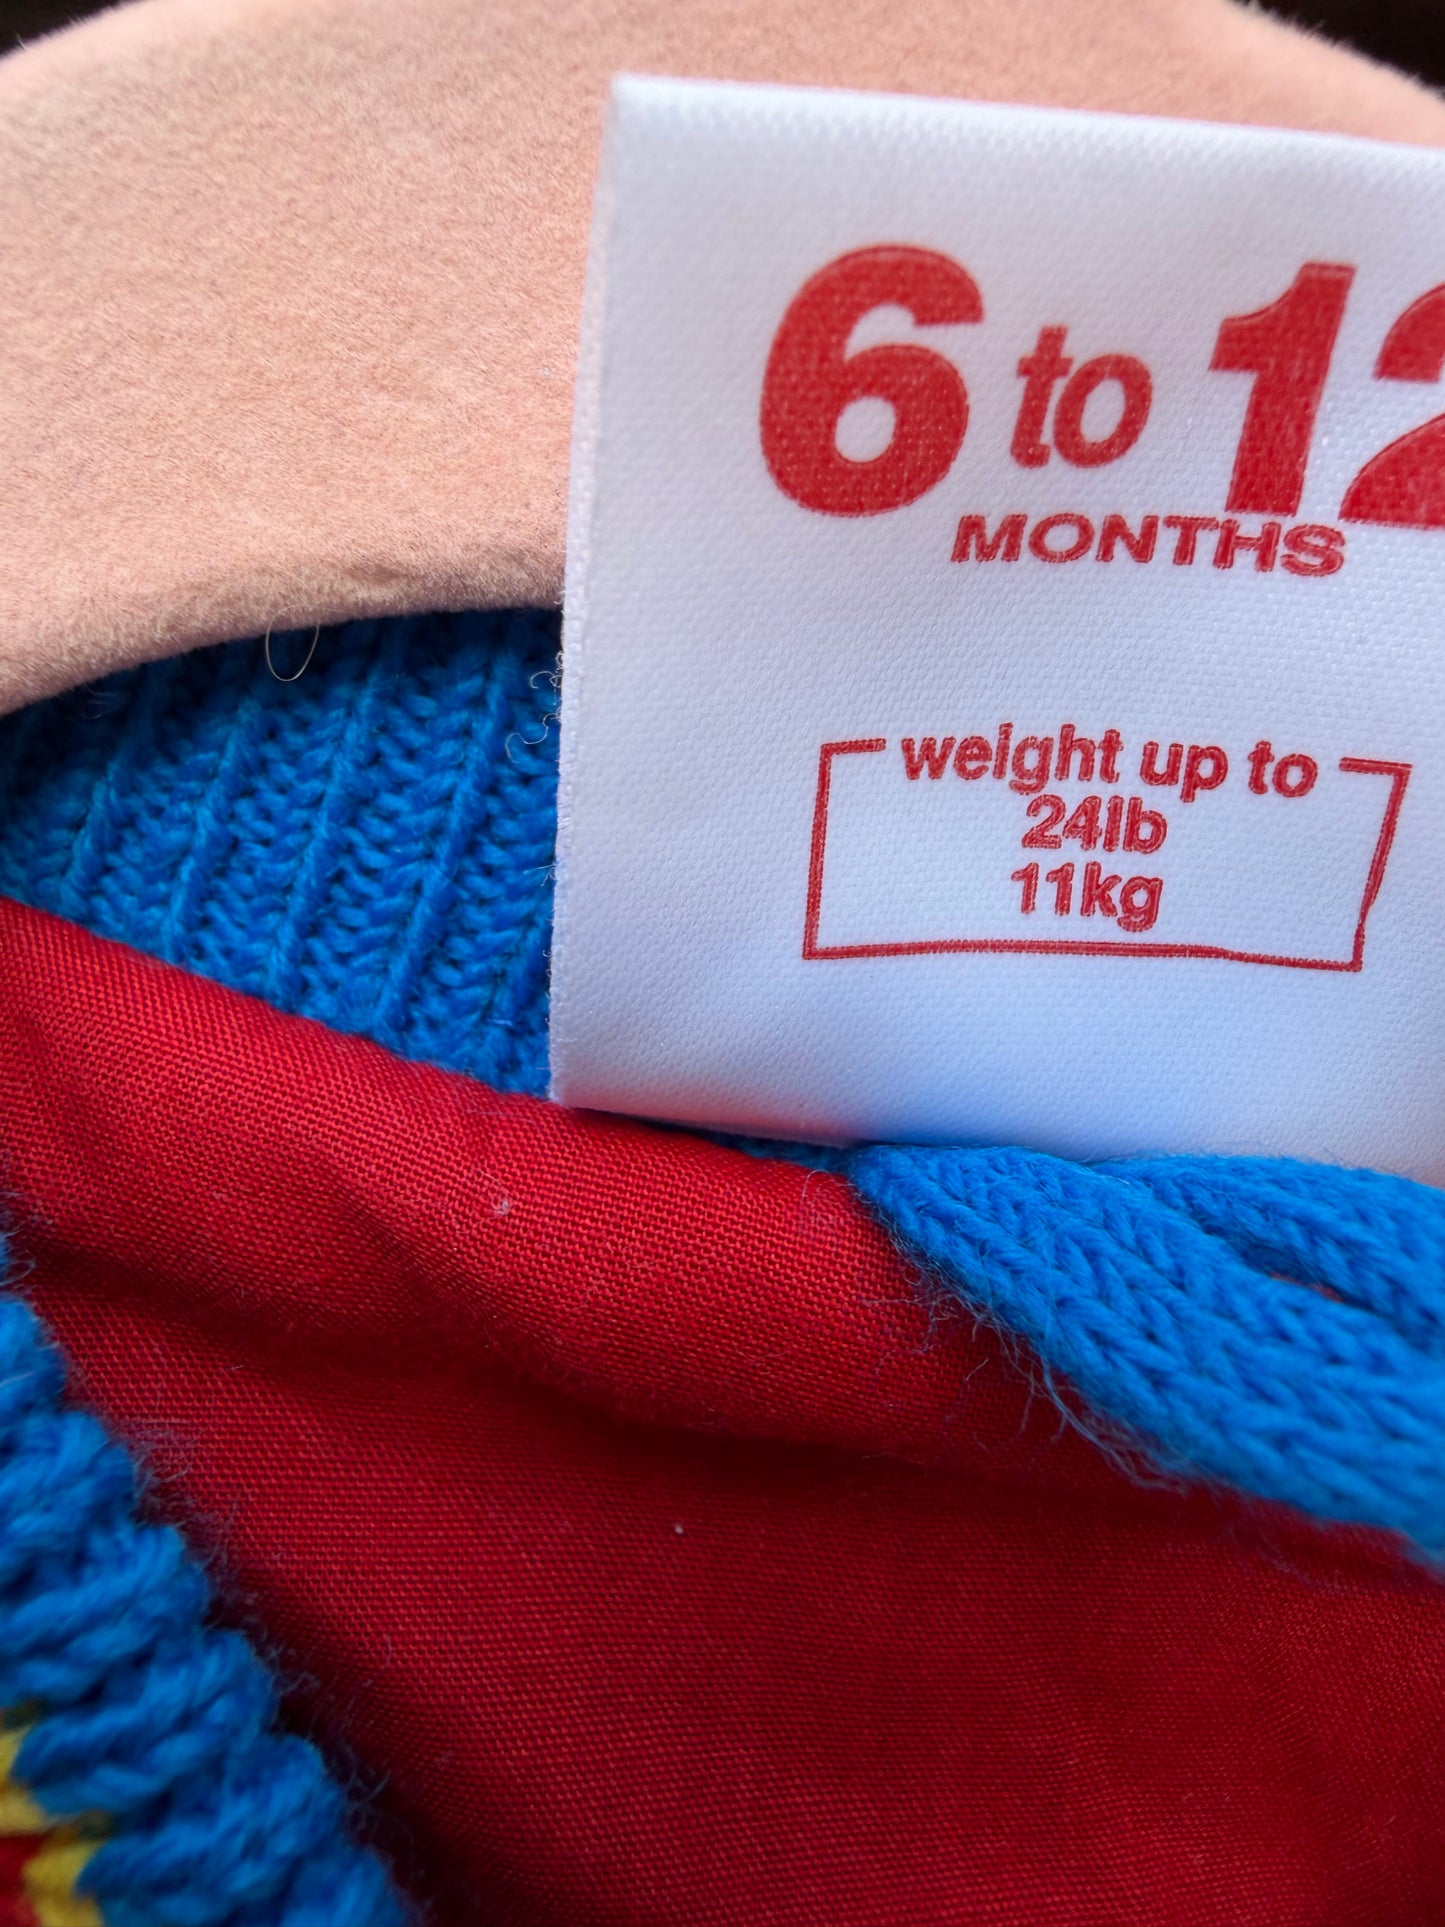 6 to 12
MONTHS
weight up to
24lb
11kg